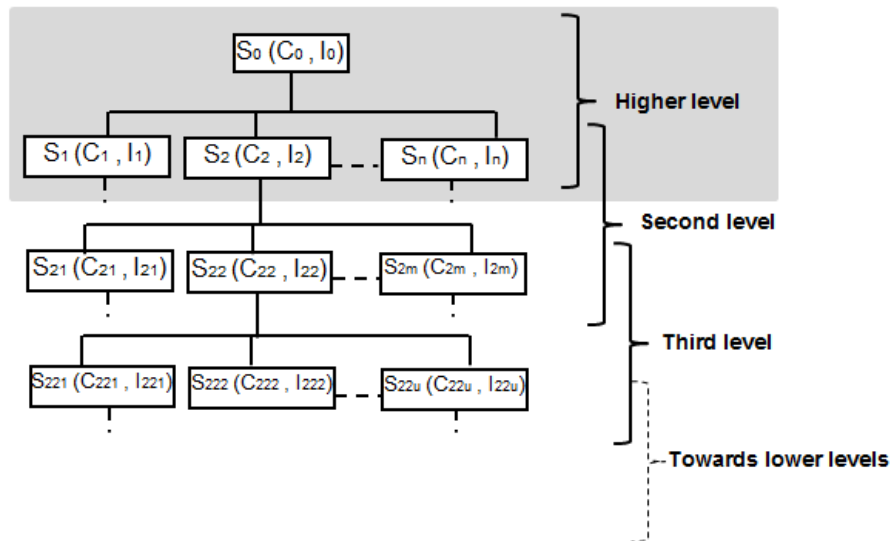 S0 (C0 , I0)
Higher level
S1 (C1 , I1)
S2 (C2 , I2)
Sn (Cn , In)
Second level
S21 (C21 , I21)
S22 (C22 , I22)
S2m (C2m , I2m)
Third level
S221 (C221 , I221)
S222 (C222 , I222)
S22u (C22u , I22u)
Towards lower levels